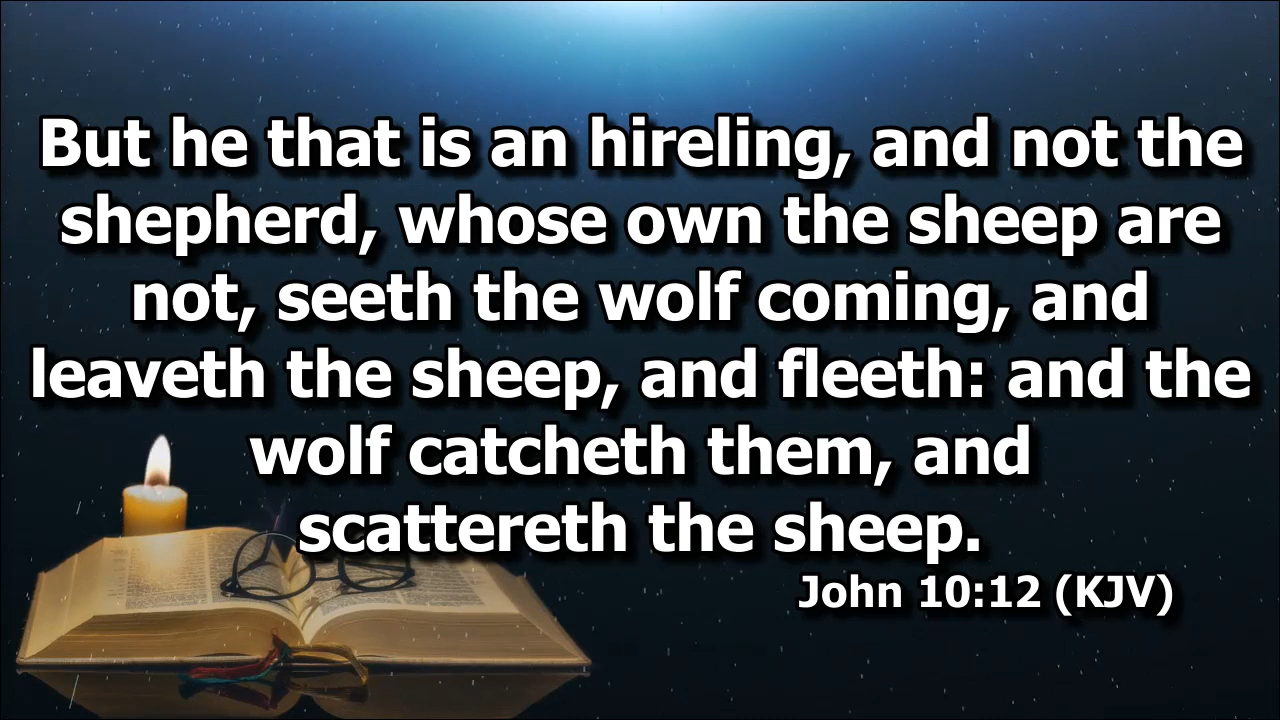 But he that is an hireling, and not the
shepherd, whose own the sheep are
not, seeth the wolf coming, and
leaveth the sheep, and fleeth: and the
wolf catcheth them, and
scattereth the sheep.
John 10:12 (KJV)